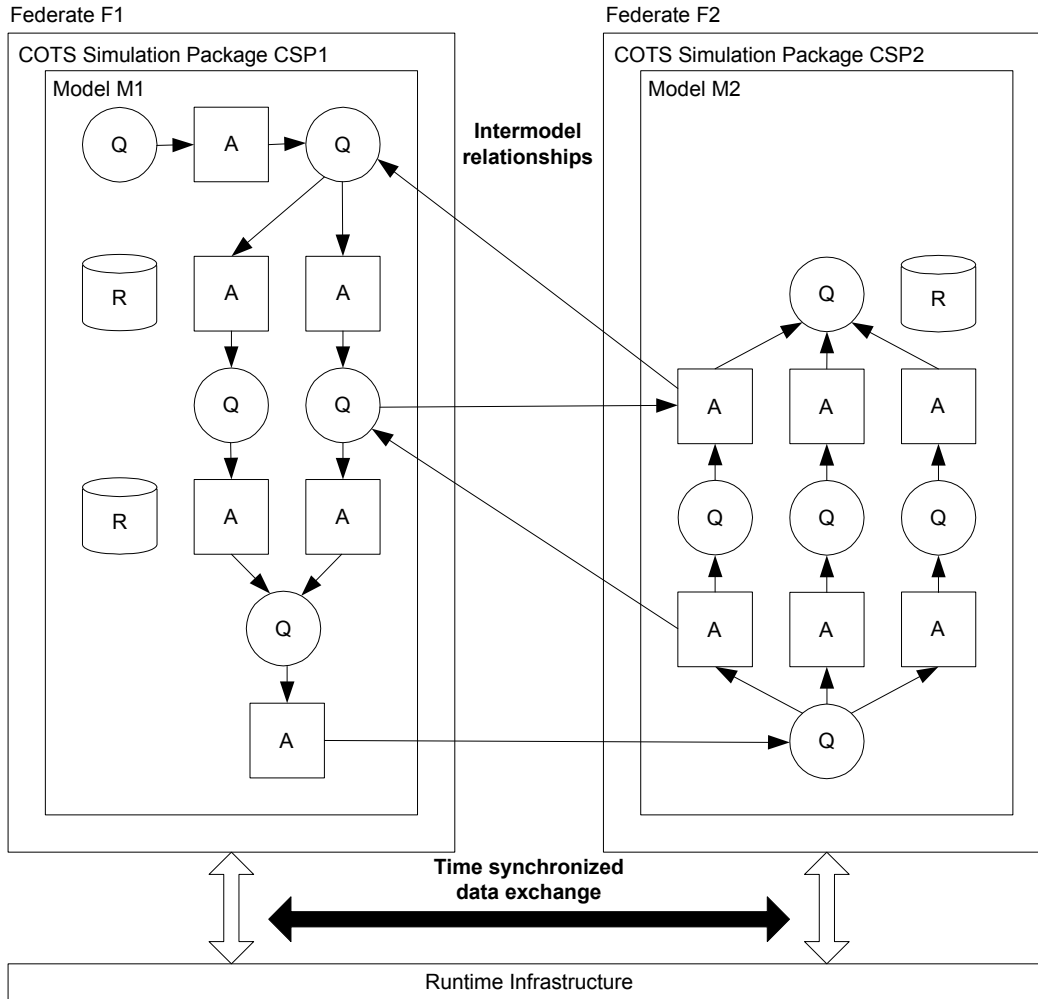 Federate F1
Federate F2
COTS Simulation Package CSP1
COTS Simulation Package CSP2
Model M1
Model M2
Intermodel
relationships
Q
A
Q
R
A
A
Q
R
Q
Q
A
A
A
R
A
A
Q
Q
Q
Q
A
A
A
A
Q
Q
Time synchronized
data exchange
Runtime Infrastructure